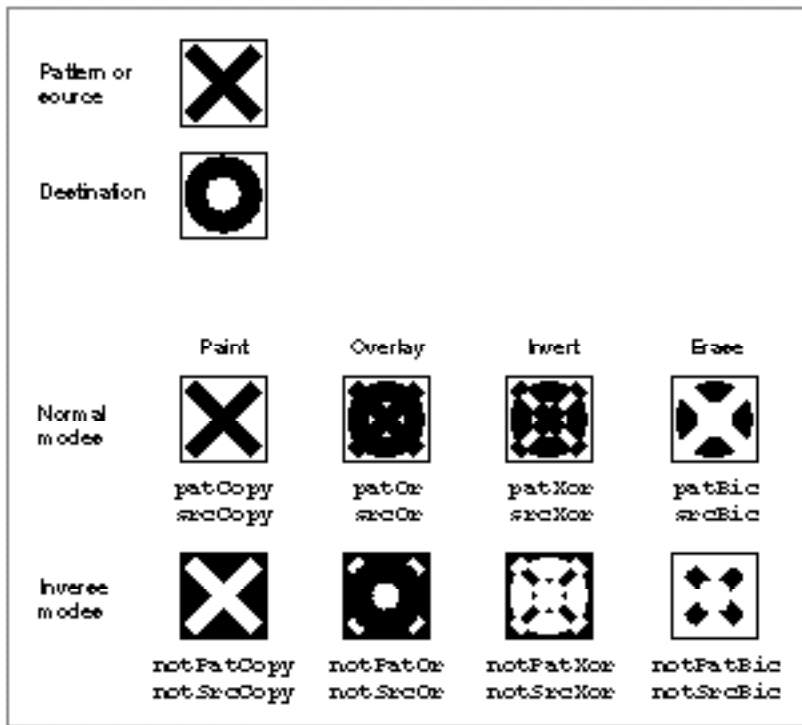 Pattern or
source
Destination
Paint Overlay Invert Erase
Normal
modes
patCopy patOr patXor patBic
srcCopy srcOr srcXor srcBic
Inverse
modes
notPatCopy notPatOr notPatXor notPatBic
notSrcCopy notSrcOr notSrcXor notSrcBic